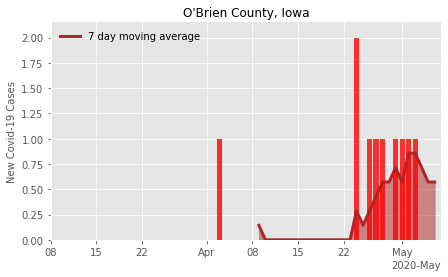 O'Brien County, Iowa
7 day moving average
New Covid-19 Cases
2.00
1.75
1.50
1.25
1.00
0.75
0.50
0.25
0.00
08 15 22 Apr 08 15 22 May
2020-May